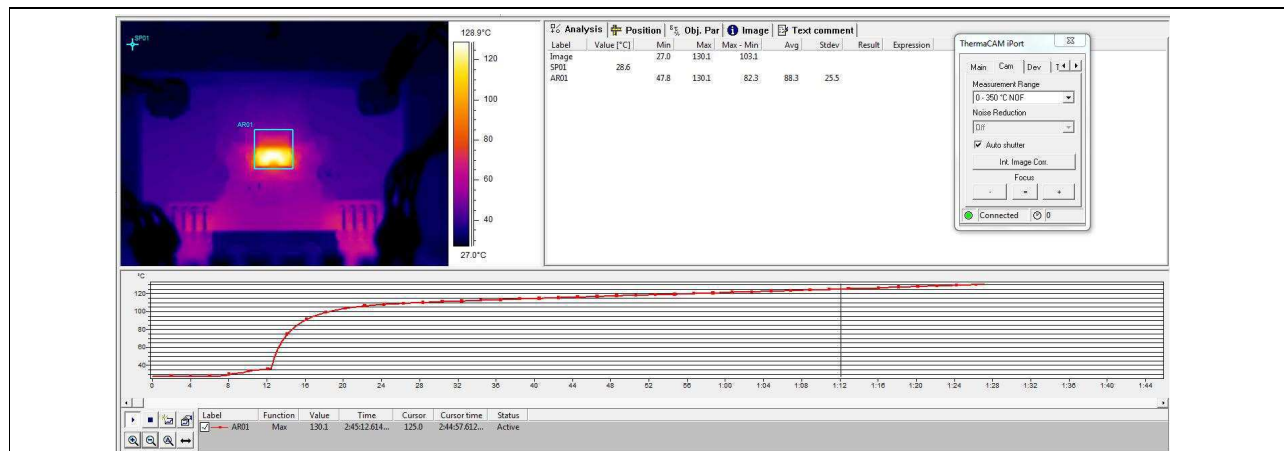 SP01
AR01
128.9°C
120
100
80
60
40
27.0°C
Analysis Position Obj. Par Image Text comment
Label Value [°C] Min Max Max - Min Avg Stdev Result Expression
Image 27.0 130.1 103.1
SP01 28.6
AR01 47.8 130.1 82.3 88.3 25.5
ThermaCAM iPort
Main Cam Dev
Measurement Range
0 - 350 °C NOF
Noise Reduction
Off
Auto shutter
Int. Image Corr.
Focus
- = +
Connected 0
°C
120
100
80
60
40
0 4 8 12 16 20 24 28 32 36 40 44 48 52 56 1:00 1:04 1:08 1:12 1:16 1:20 1:24 1:28 1:32 1:36 1:40 1:44
Label Function Value Time Cursor Cursor time Status
AR01 Max 130.1 2:45:12.614... 125.0 2:44:57.612... Active